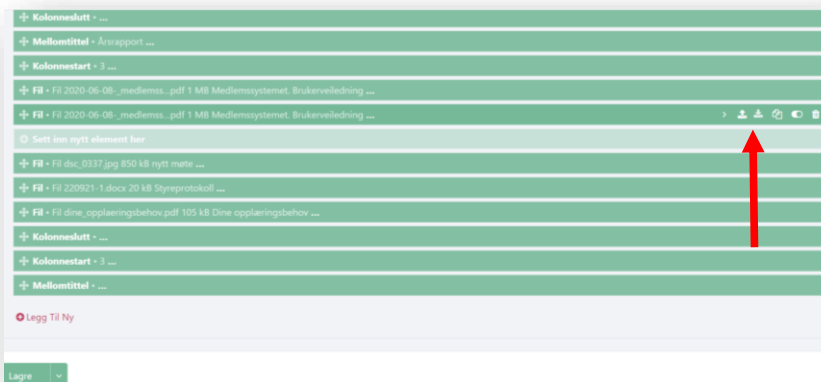 Kolonneslutt • ...
Mellomtittel • Årsrapport ...
Kolonnestart • 3 ...
Fil • Fil 2020-06-08-_medlemss...pdf 1 MB Medlemssystemet. Brukerveiledning ...
Fil • Fil 2020-06-08-_medlemss...pdf 1 MB Medlemssystemet. Brukerveiledning ...
Sett inn nytt element her
Fil • Fil dsc_0337.jpg 850 kB nytt møte ...
Fil • Fil 220921-1.docx 20 kB Styreprotokoll ...
Fil • Fil dine_opplaeringsbehov.pdf 105 kB Dine opplæringsbehov ...
Kolonneslutt • ...
Kolonnestart • 3 ...
Mellomtittel • ...
Legg Til Ny
Lagre